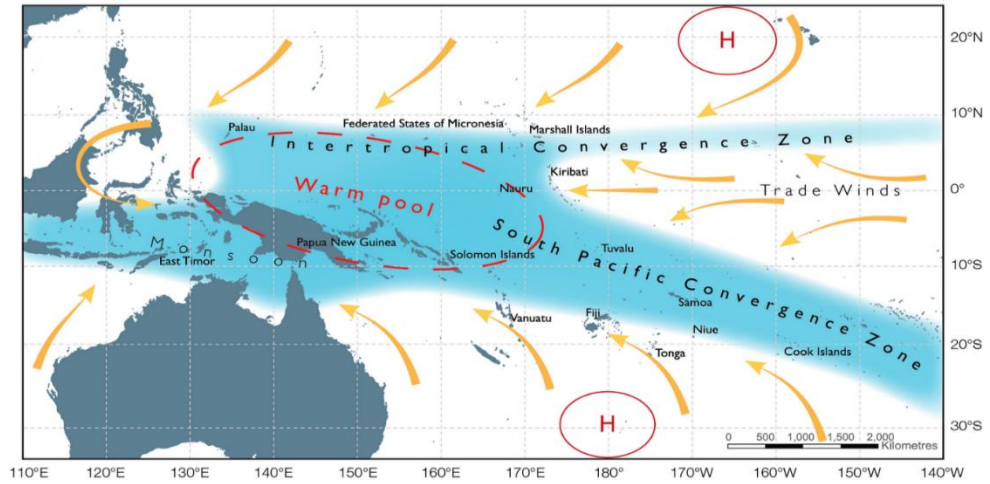 H
20°N
10°N
Palau
Federated States of Micronesia
Marshall Islands
Intertropical Convergence Zone
Kiribati
Warm pool
Nauru
Trade Winds
0°
South Pacific Convergence Zone
Monsoon
Papua New Guinea
East Timor
Solomon Islands
Tuvalu
10°S
Samoa
Vanuatu
Fiji
Niue
Tonga
Cook Islands
20°S
H
30°S
0 500 1,000 1,500 2,000
Kilometres
110°E 120°E 130°E 140°E 150°E 160°E 170°E 180° 170°W 160°W 150°W 140°W